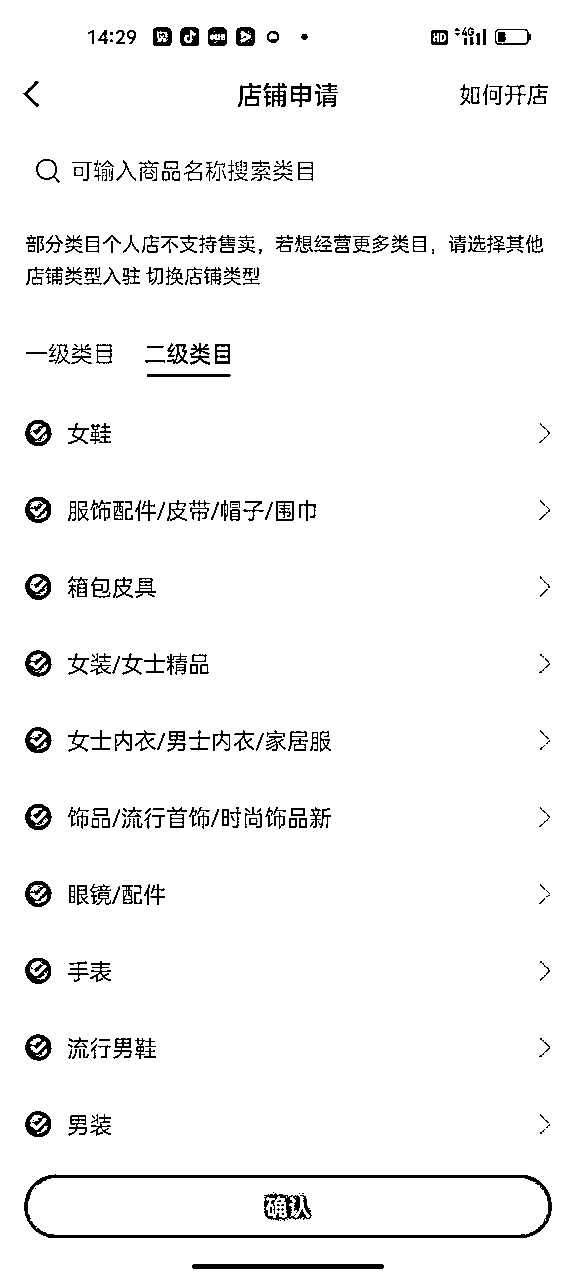 14:29
HD 4G
店铺申请
如何开店
可输入商品名称搜索类目
部分类目个人店不支持售卖，若想经营更多类目，请选择其他
店铺类型入驻 切换店铺类型
一级类目 二级类目
女鞋
服饰配件/皮带/帽子/围巾
箱包皮具
女装/女士精品
女士内衣/男士内衣/家居服
饰品/流行首饰/时尚饰品新
眼镜/配件
手表
流行男鞋
男装
确认